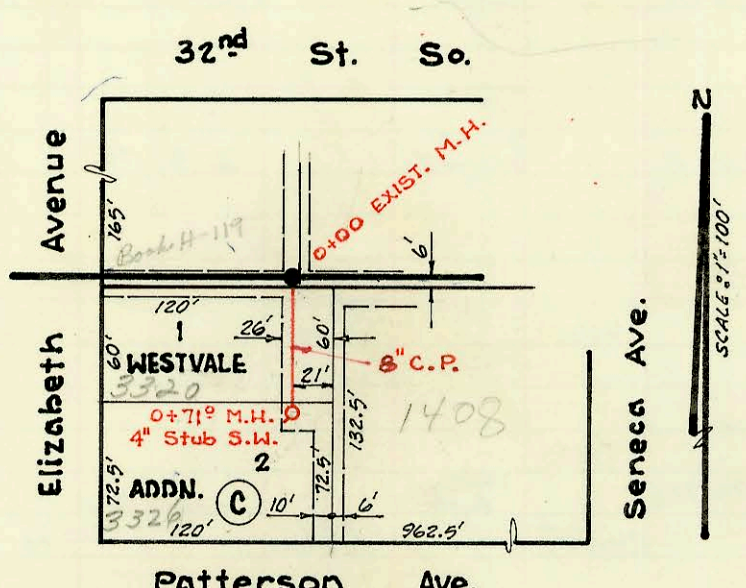 32nd St. So.
Avenue
165'
Book H-119
0+00 EXIST. M.H.
6'
N
SCALE: 1"=100'
120'
1
26'
60'
60'
WESTVALE
8" C.P.
21'
3320
0+71° M.H.
4" Stub S.W.
132.5'
1408
Elizabeth
Seneca Ave.
2
72.5'
72.5'
ADDN.
C
10'
6'
3326
120'
962.5'
Patterson Ave.